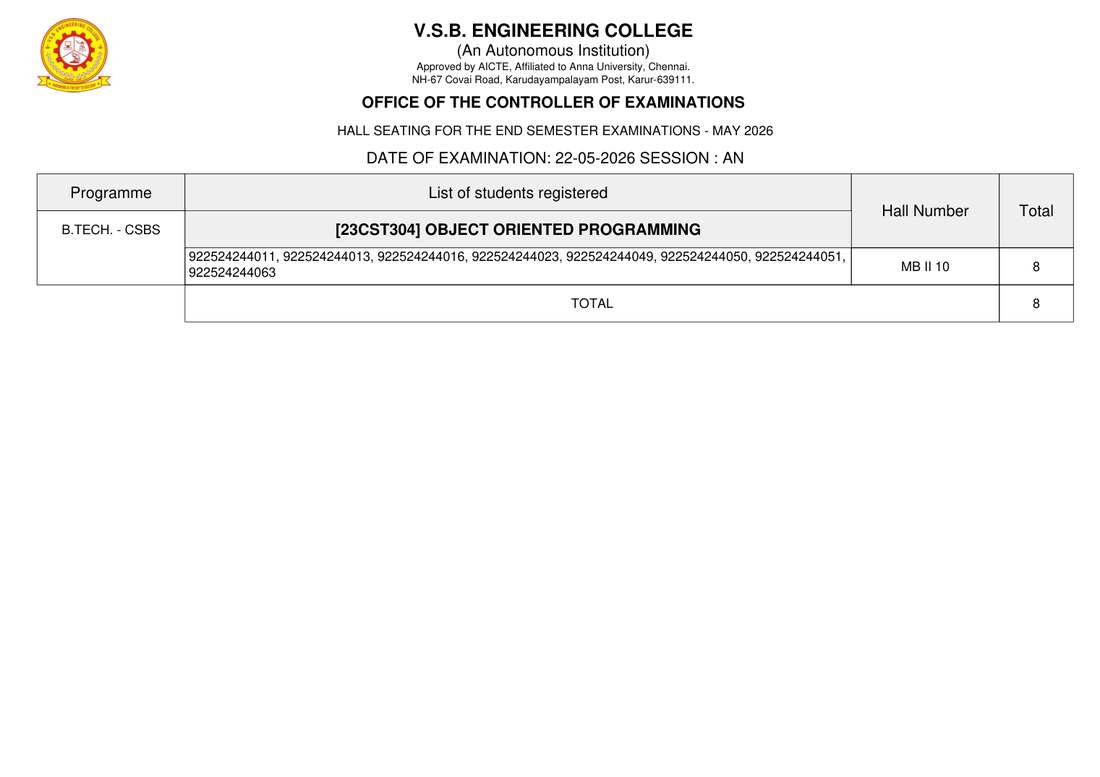 V.S.B. ENGINEERING COLLEGE
(An Autonomous Institution)
Approved by AICTE, Affiliated to Anna University, Chennai.
NH-67 Covai Road, Karudayampalayam Post, Karur-639111.
OFFICE OF THE CONTROLLER OF EXAMINATIONS
HALL SEATING FOR THE END SEMESTER EXAMINATIONS - MAY 2026
DATE OF EXAMINATION: 22-05-2026 SESSION : AN
Programme
List of students registered
Hall Number
Total
B.TECH. - CSBS
[23CST304] OBJECT ORIENTED PROGRAMMING
922524244011, 922524244013, 922524244016, 922524244023, 922524244049, 922524244050, 922524244051,
922524244063
MB II 10
8
TOTAL
8